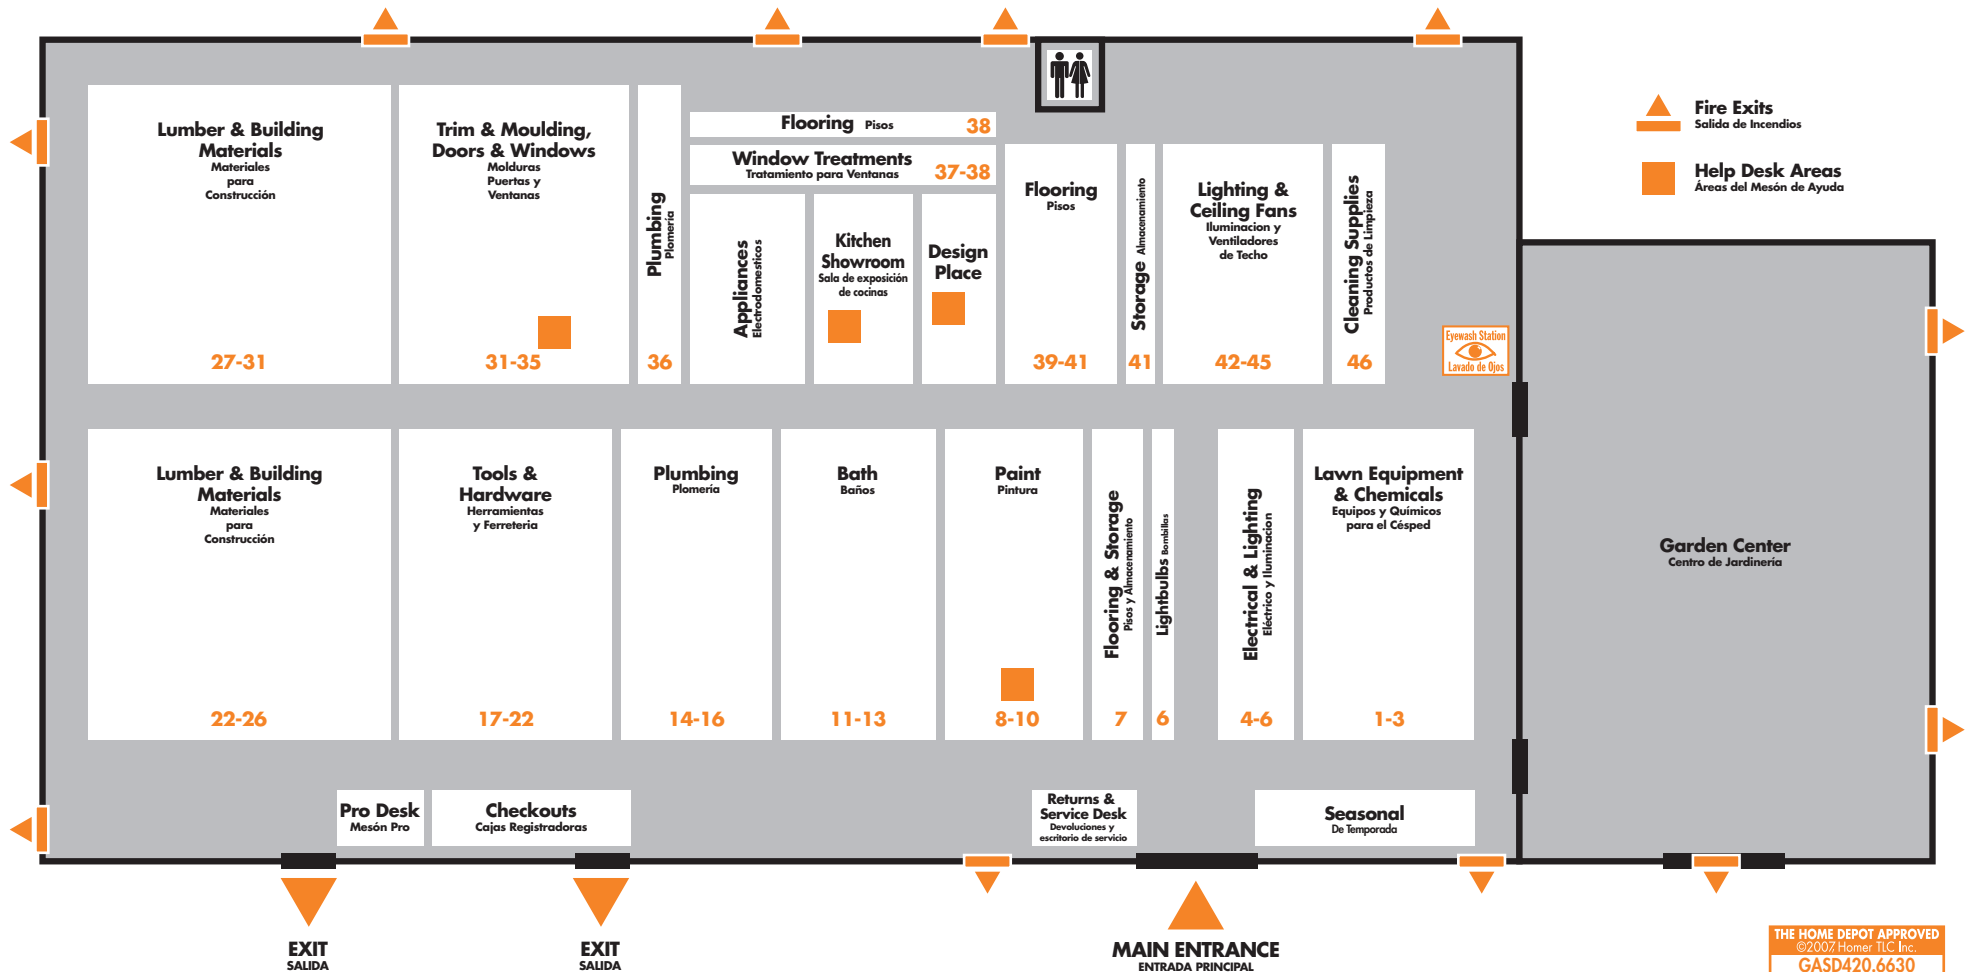 Fire Exits
Salida de Incendios
Help Desk Areas
Áreas del Mesón de Ayuda
Lumber & Building
Materials
Materiales
para
Construcción
27-31
Trim & Moulding,
Doors & Windows
Molduras
Puertas y
Ventanas
31-35
Plumbing
Plomería
36
Flooring Pisos 38
Window Treatments
Tratamiento para Ventanas
37-38
Appliances
Electrodomesticos
Kitchen
Showroom
Sala de exposición
de cocinas
Design
Place
Flooring
Pisos
39-41
Storage Almacenamiento
41
Lighting &
Ceiling Fans
Iluminacion y
Ventiladores
de Techo
42-45
Cleaning Supplies
Productos de Limpieza
46
Eyewash Station
Lavado de Ojos
Lumber & Building
Materials
Materiales
para
Construcción
22-26
Tools &
Hardware
Herramientas
y Ferreteria
17-22
Plumbing
Plomería
14-16
Bath
Baños
11-13
Paint
Pintura
8-10
Flooring & Storage
Pisos y Almacenamiento
7
Lightbulbs Bombillas
6
Electrical & Lighting
Eléctrico y Iluminacion
4-6
Lawn Equipment
& Chemicals
Equipos y Químicos
para el Césped
1-3
Garden Center
Centro de Jardinería
Pro Desk
Mesón Pro
Checkouts
Cajas Registradoras
Returns &
Service Desk
Devoluciones y
escritorio de servicio
Seasonal
De Temporada
EXIT
SALIDA
EXIT
SALIDA
MAIN ENTRANCE
ENTRADA PRINCIPAL
THE HOME DEPOT APPROVED
©2007 Homer TLC Inc.
GASD420.6630